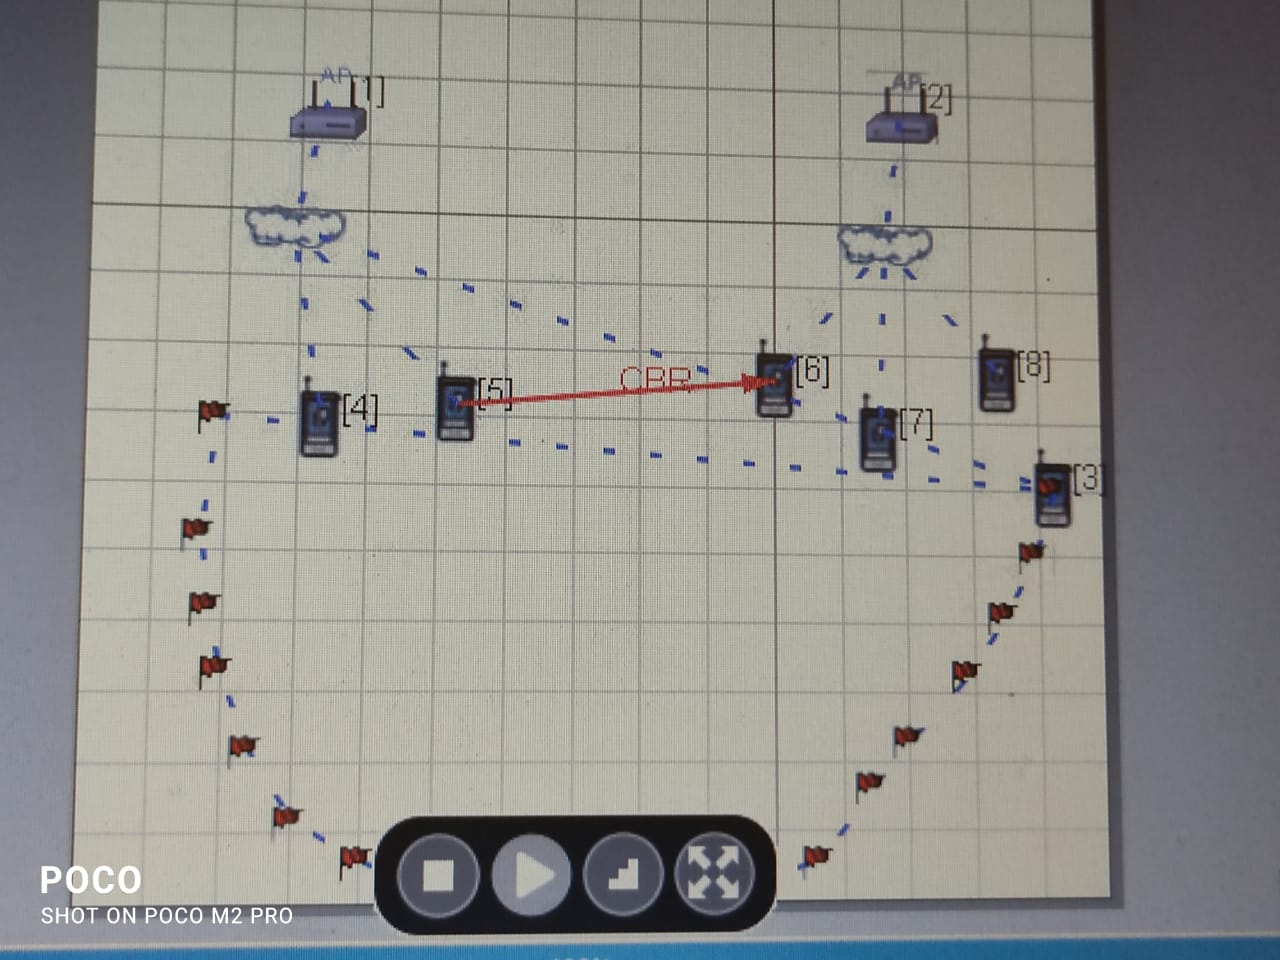 AP
[1]
AP
[2]
[8]
[6]
CBR
[5]
[4]
[7]
[3]
POCO
SHOT ON POCO M2 PRO